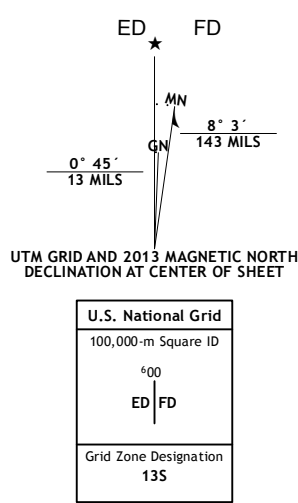 ED FD
★
MN
GN
8° 3´
143 MILS
0° 45´
13 MILS
UTM GRID AND 2013 MAGNETIC NORTH
DECLINATION AT CENTER OF SHEET
U.S. National Grid
100,000-m Square ID
⁶00
ED FD
Grid Zone Designation
13S